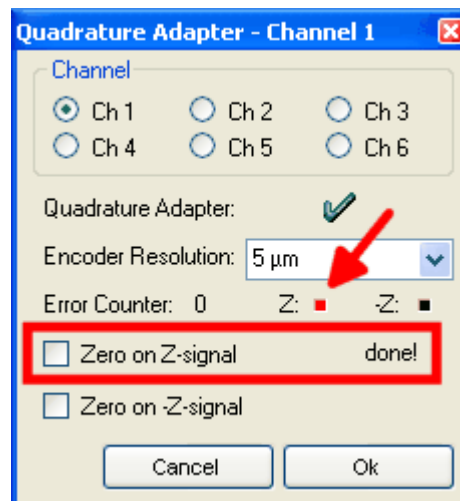 Quadrature Adapter - Channel 1
Channel
Ch 1 Ch 2 Ch 3
Ch 4 Ch 5 Ch 6
Quadrature Adapter:
Encoder Resolution: 5 µm
Error Counter: 0 Z: -Z:
Zero on Z-signal done!
Zero on -Z-signal
Cancel Ok